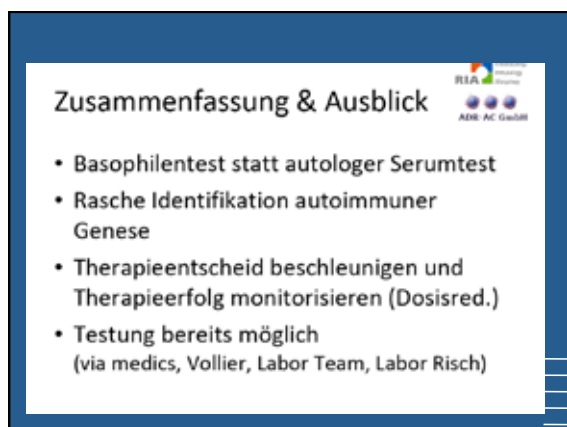 RIA
Zusammenfassung & Ausblick
ADR-AC GmbH
• Basophilentest statt autologer Serumtest
• Rasche Identifikation autoimmuner
Genese
• Therapieentscheid beschleunigen und
Therapieerfolg monitorisieren (Dosisred.)
• Testung bereits möglich
(via medics, Vollier, Labor Team, Labor Risch)